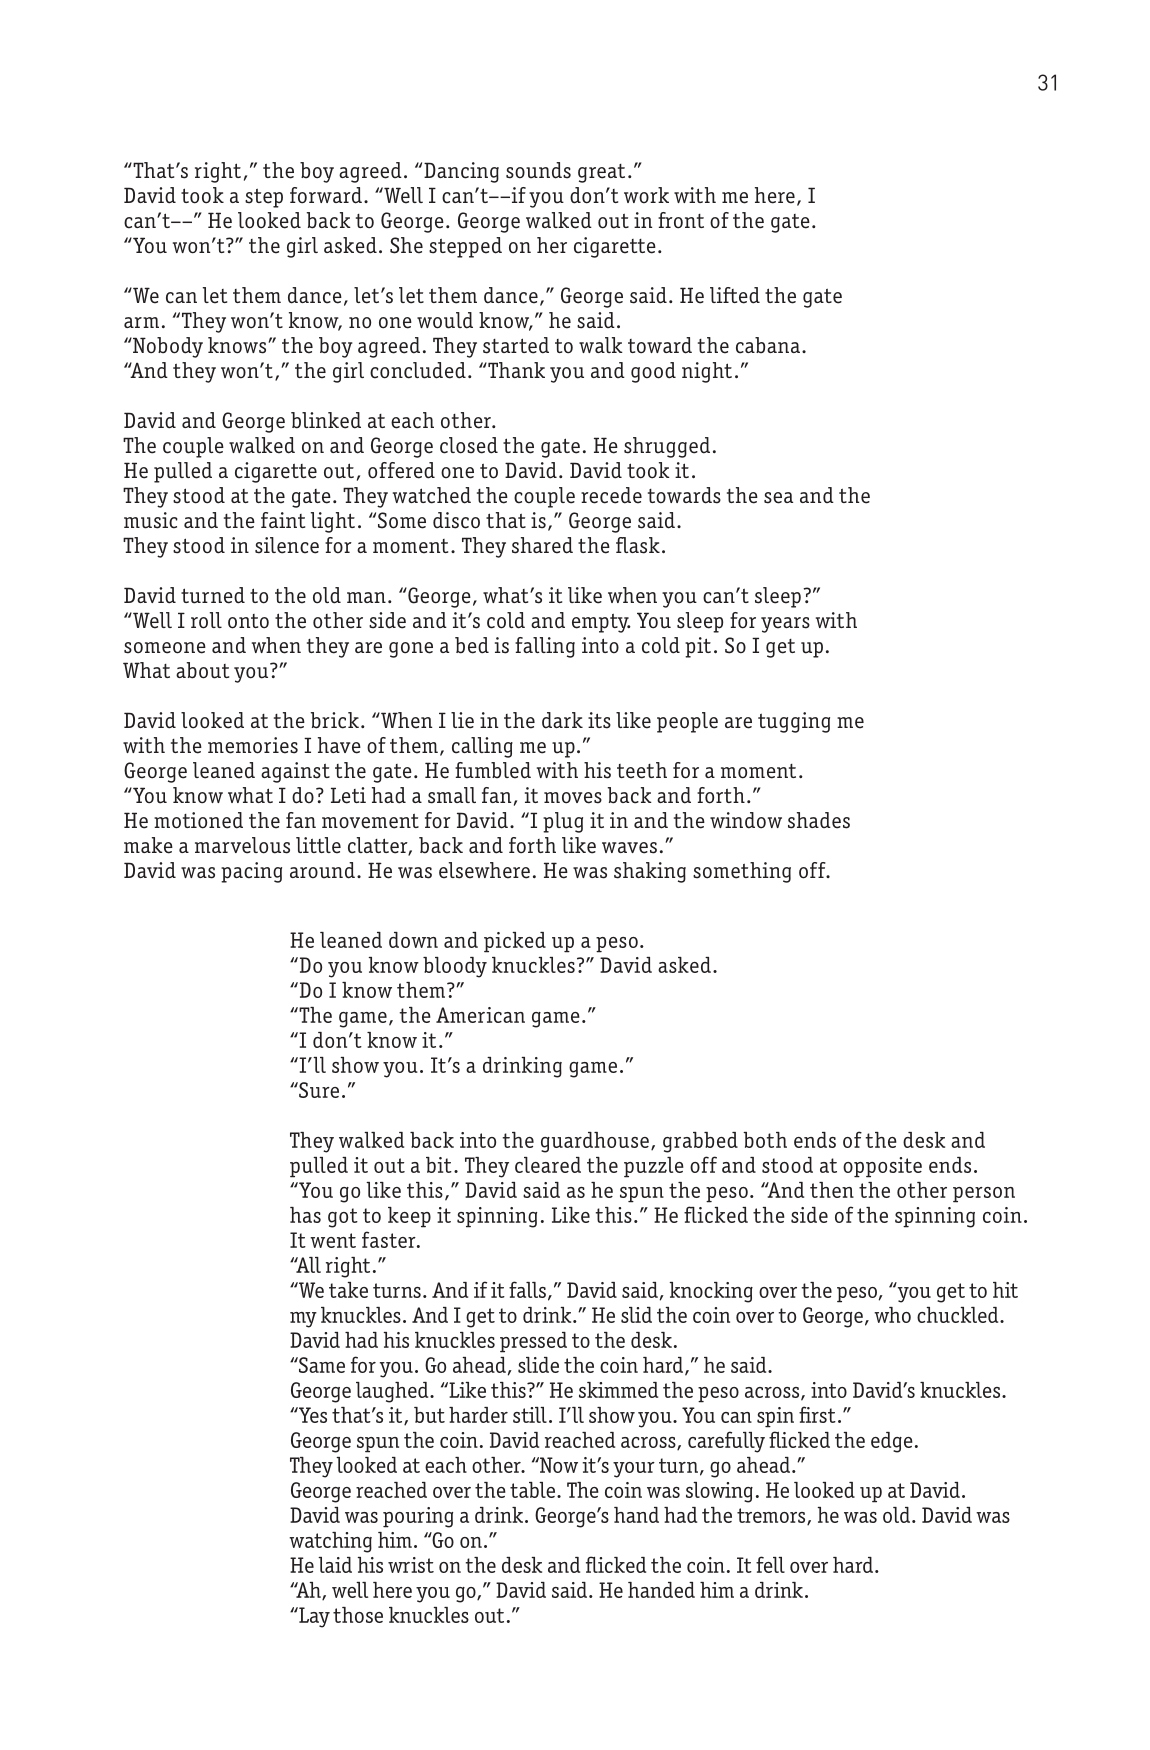 31
“That’s right,” the boy agreed. “Dancing sounds great.”
David took a step forward. “Well I can’t––if you don’t work with me here, I
can’t––” He looked back to George. George walked out in front of the gate.
“You won’t?” the girl asked. She stepped on her cigarette.
“We can let them dance, let’s let them dance,” George said. He lifted the gate
arm. “They won’t know, no one would know,” he said.
“Nobody knows” the boy agreed. They started to walk toward the cabana.
“And they won’t,” the girl concluded. “Thank you and good night.”
David and George blinked at each other.
The couple walked on and George closed the gate. He shrugged.
He pulled a cigarette out, offered one to David. David took it.
They stood at the gate. They watched the couple recede towards the sea and the
music and the faint light. “Some disco that is,” George said.
They stood in silence for a moment. They shared the flask.
David turned to the old man. “George, what’s it like when you can’t sleep?”
“Well I roll onto the other side and it’s cold and empty. You sleep for years with
someone and when they are gone a bed is falling into a cold pit. So I get up.
What about you?”
David looked at the brick. “When I lie in the dark its like people are tugging me
with the memories I have of them, calling me up.”
George leaned against the gate. He fumbled with his teeth for a moment.
“You know what I do? Leti had a small fan, it moves back and forth.”
He motioned the fan movement for David. “I plug it in and the window shades
make a marvelous little clatter, back and forth like waves.”
David was pacing around. He was elsewhere. He was shaking something off.
He leaned down and picked up a peso.
“Do you know bloody knuckles?” David asked.
“Do I know them?”
“The game, the American game.”
“I don’t know it.”
“I’ll show you. It’s a drinking game.”
“Sure.”
They walked back into the guardhouse, grabbed both ends of the desk and
pulled it out a bit. They cleared the puzzle off and stood at opposite ends.
“You go like this,” David said as he spun the peso. “And then the other person
has got to keep it spinning. Like this.” He flicked the side of the spinning coin.
It went faster.
“All right.”
“We take turns. And if it falls,” David said, knocking over the peso, “you get to hit
my knuckles. And I get to drink.” He slid the coin over to George, who chuckled.
David had his knuckles pressed to the desk.
“Same for you. Go ahead, slide the coin hard,” he said.
George laughed. “Like this?” He skimmed the peso across, into David’s knuckles.
“Yes that’s it, but harder still. I’ll show you. You can spin first.”
George spun the coin. David reached across, carefully flicked the edge.
They looked at each other. “Now it’s your turn, go ahead.”
George reached over the table. The coin was slowing. He looked up at David.
David was pouring a drink. George’s hand had the tremors, he was old. David was
watching him. “Go on.”
He laid his wrist on the desk and flicked the coin. It fell over hard.
“Ah, well here you go,” David said. He handed him a drink.
“Lay those knuckles out.”